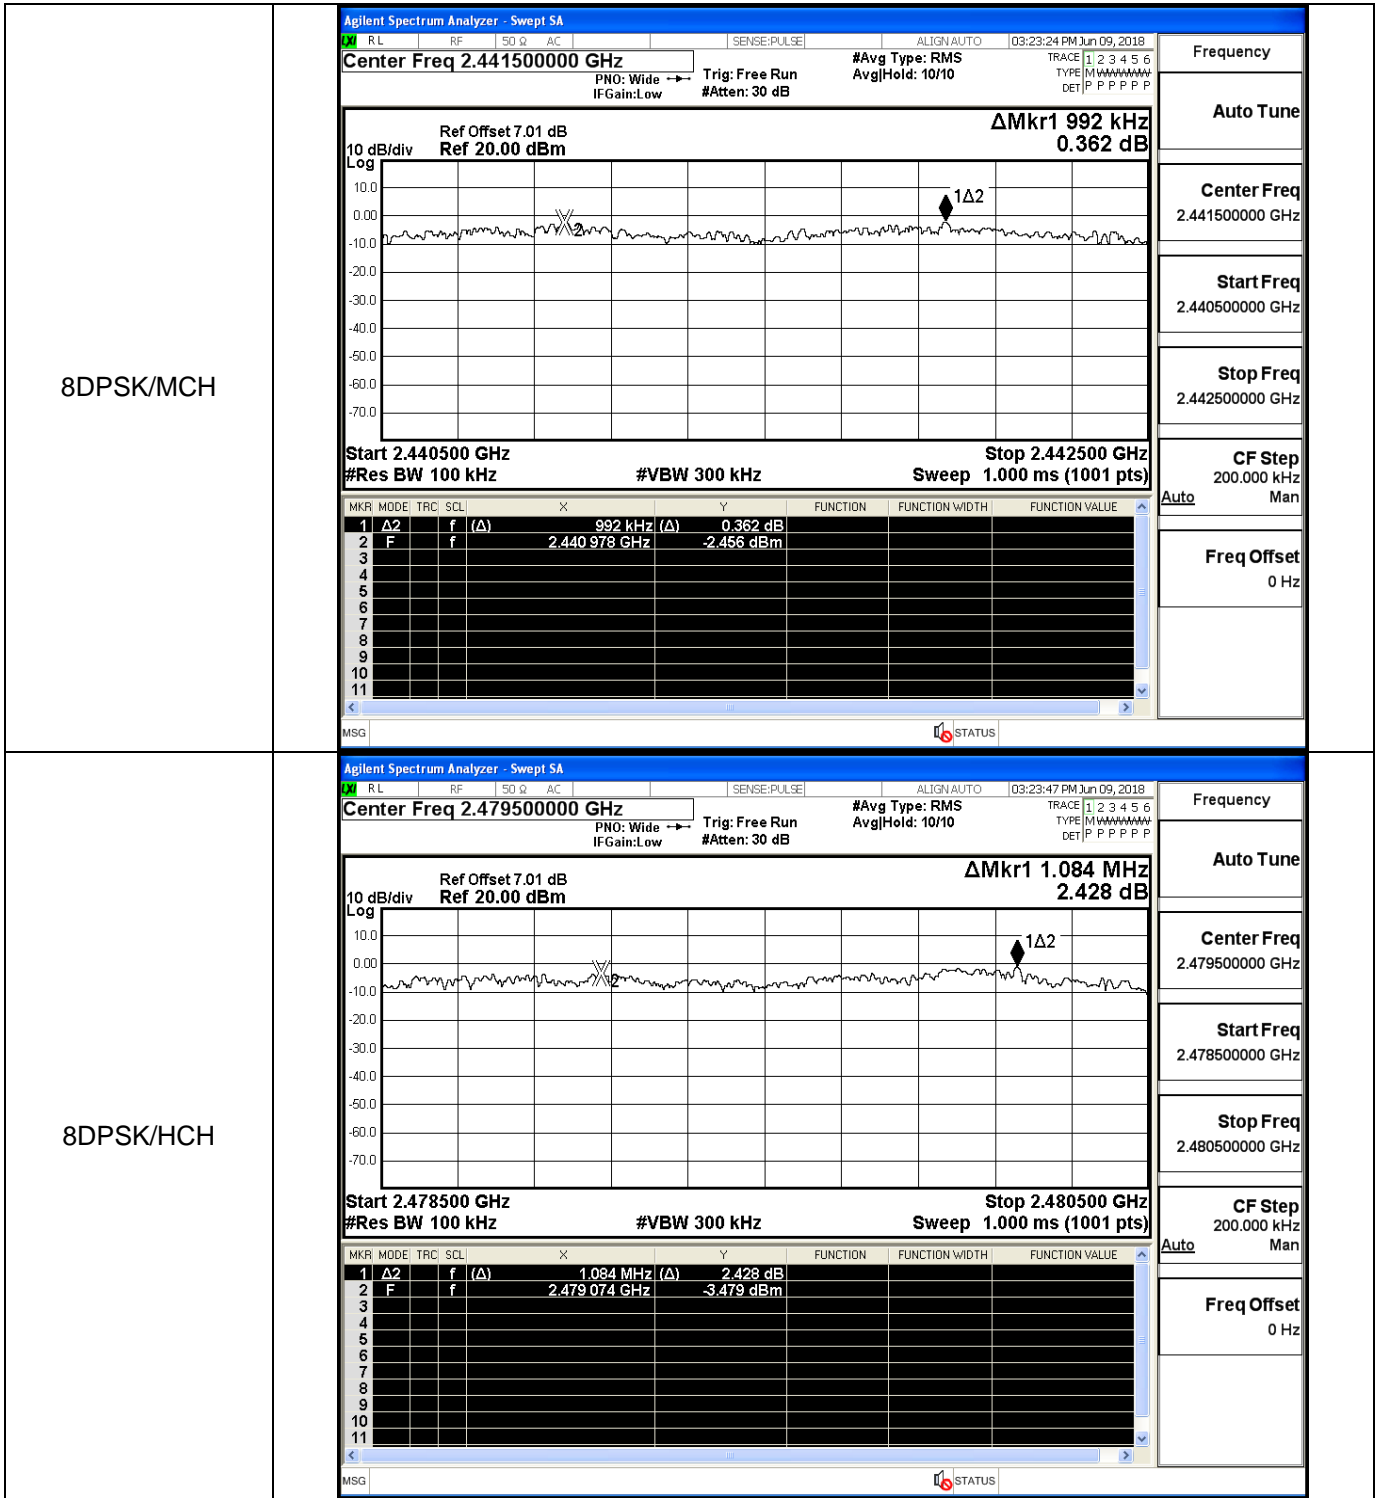 8DPSK/MCH
Agilent Spectrum Analyzer - Swept SA
LXI RL RF 50 Ω AC SENSE:PULSE ALIGN AUTO 03:23:24 PM Jun 09, 2018
Center Freq 2.441500000 GHz
PNO: Wide
IFGain:Low
Trig: Free Run
#Atten: 30 dB
#Avg Type: RMS
Avg|Hold: 10/10
TRACE 1 2 3 4 5 6
TYPE M W W W W W
DET P P P P P P
Ref Offset 7.01 dB
10 dB/div Ref 20.00 dBm
Log
ΔMkr1 992 kHz
0.362 dB
10.0
0.00
-10.0
-20.0
-30.0
-40.0
-50.0
-60.0
-70.0
1Δ2
2
Start 2.440500 GHz Stop 2.442500 GHz
#Res BW 100 kHz #VBW 300 kHz Sweep 1.000 ms (1001 pts)
MKR MODE TRC SCL X Y FUNCTION FUNCTION WIDTH FUNCTION VALUE
1 Δ2 f (Δ) 992 kHz (Δ) 0.362 dB
2 F f 2.440 978 GHz -2.456 dBm
3
4
5
6
7
8
9
10
11
MSG STATUS
Frequency
Auto Tune
Center Freq
2.441500000 GHz
Start Freq
2.440500000 GHz
Stop Freq
2.442500000 GHz
CF Step
200.000 kHz
Auto Man
Freq Offset
0 Hz
8DPSK/HCH
Agilent Spectrum Analyzer - Swept SA
LXI RL RF 50 Ω AC SENSE:PULSE ALIGN AUTO 03:23:47 PM Jun 09, 2018
Center Freq 2.479500000 GHz
PNO: Wide
IFGain:Low
Trig: Free Run
#Atten: 30 dB
#Avg Type: RMS
Avg|Hold: 10/10
TRACE 1 2 3 4 5 6
TYPE M W W W W W
DET P P P P P P
Ref Offset 7.01 dB
10 dB/div Ref 20.00 dBm
Log
ΔMkr1 1.084 MHz
2.428 dB
10.0
0.00
-10.0
-20.0
-30.0
-40.0
-50.0
-60.0
-70.0
1Δ2
2
Start 2.478500 GHz Stop 2.480500 GHz
#Res BW 100 kHz #VBW 300 kHz Sweep 1.000 ms (1001 pts)
MKR MODE TRC SCL X Y FUNCTION FUNCTION WIDTH FUNCTION VALUE
1 Δ2 f (Δ) 1.084 MHz (Δ) 2.428 dB
2 F f 2.479 074 GHz -3.479 dBm
3
4
5
6
7
8
9
10
11
MSG STATUS
Frequency
Auto Tune
Center Freq
2.479500000 GHz
Start Freq
2.478500000 GHz
Stop Freq
2.480500000 GHz
CF Step
200.000 kHz
Auto Man
Freq Offset
0 Hz